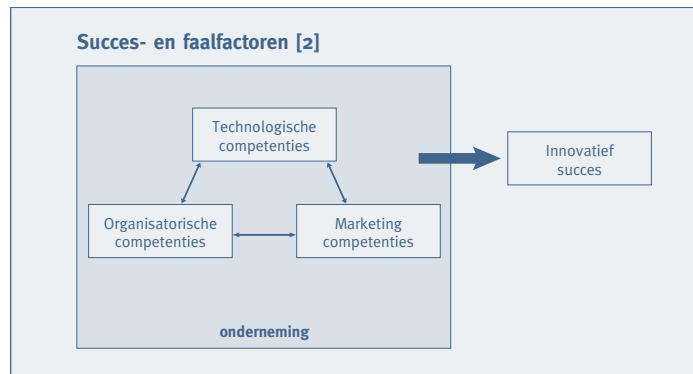 Succes- en faalfactoren [2]
Technologische
competenties
Innovatief
succes
Organisatorische
competenties
Marketing
competenties
onderneming